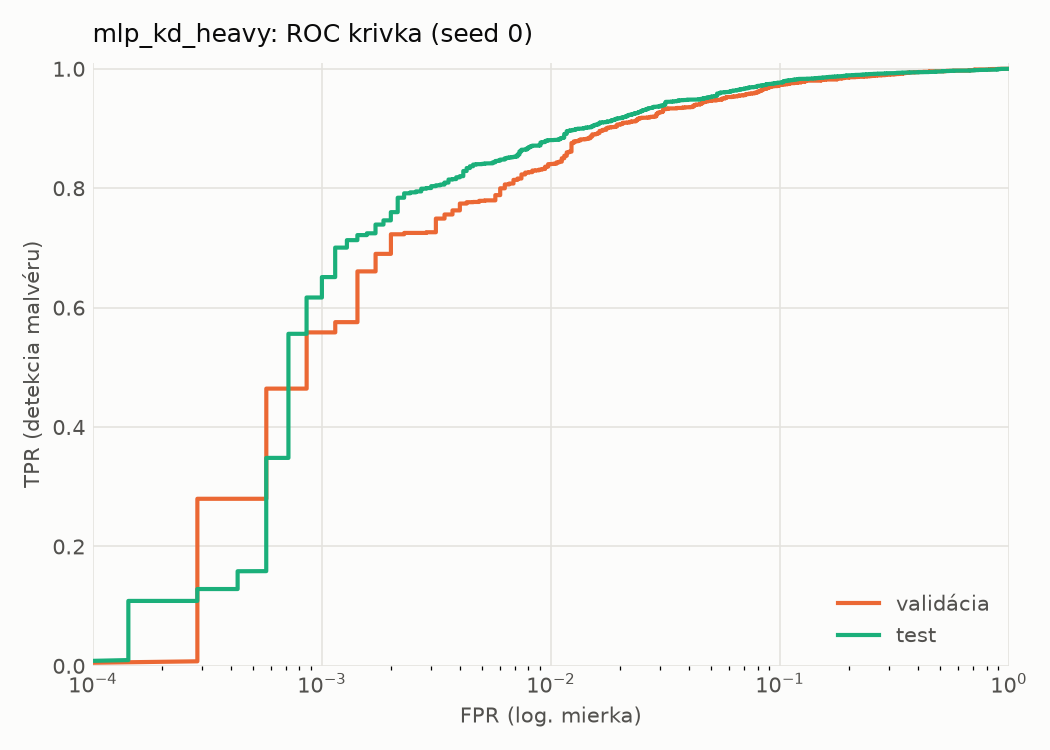 mlp_kd_heavy: ROC krivka (seed 0)
1.0
0.8
0.6
0.4
0.2
0.0
TPR (detekcia malvéru)
validácia
test
10⁻⁴ 10⁻³ 10⁻² 10⁻¹ 10⁰
FPR (log. mierka)